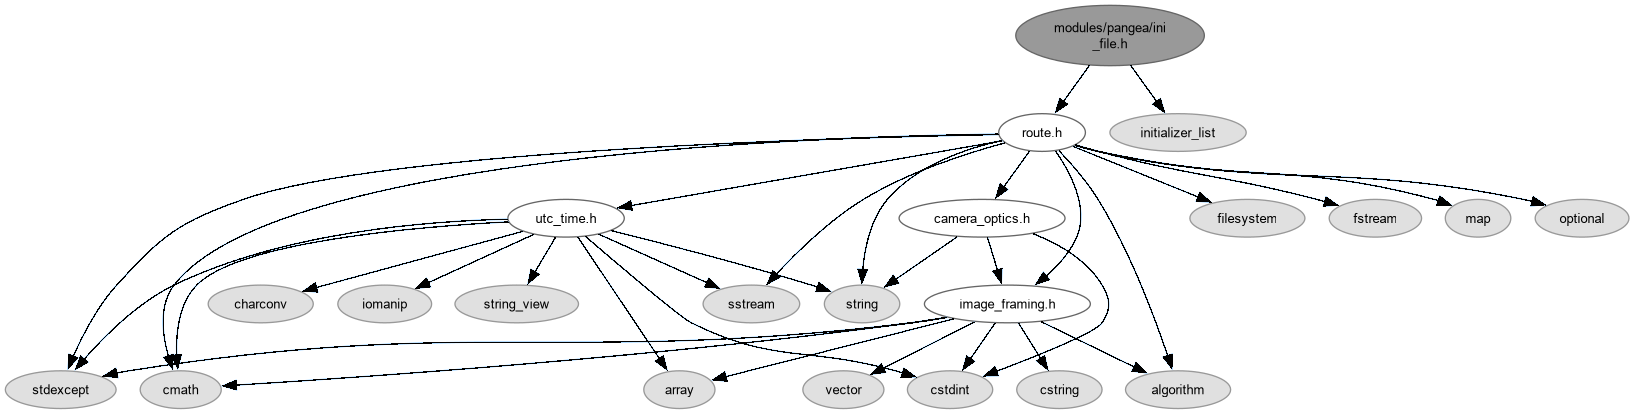 modules/pangea/ini
_file.h
route.h
initializer_list
utc_time.h
camera_optics.h
filesystem
fstream
map
optional
charconv
iomanip
string_view
sstream
string
image_framing.h
stdexcept
cmath
array
vector
cstdint
cstring
algorithm